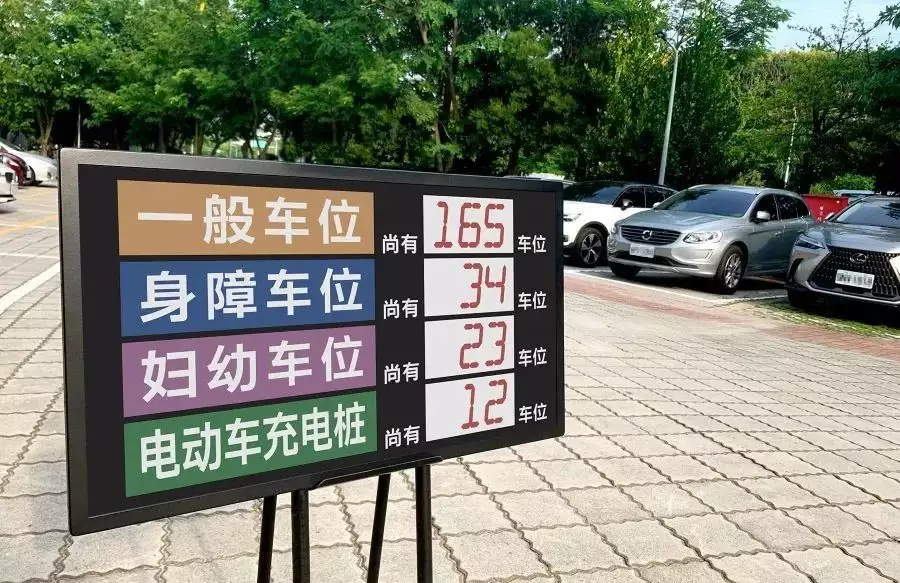 一般车位 尚有 165 车位
身障车位 尚有 34 车位
妇幼车位 尚有 23 车位
电动车充电桩 尚有 12 车位